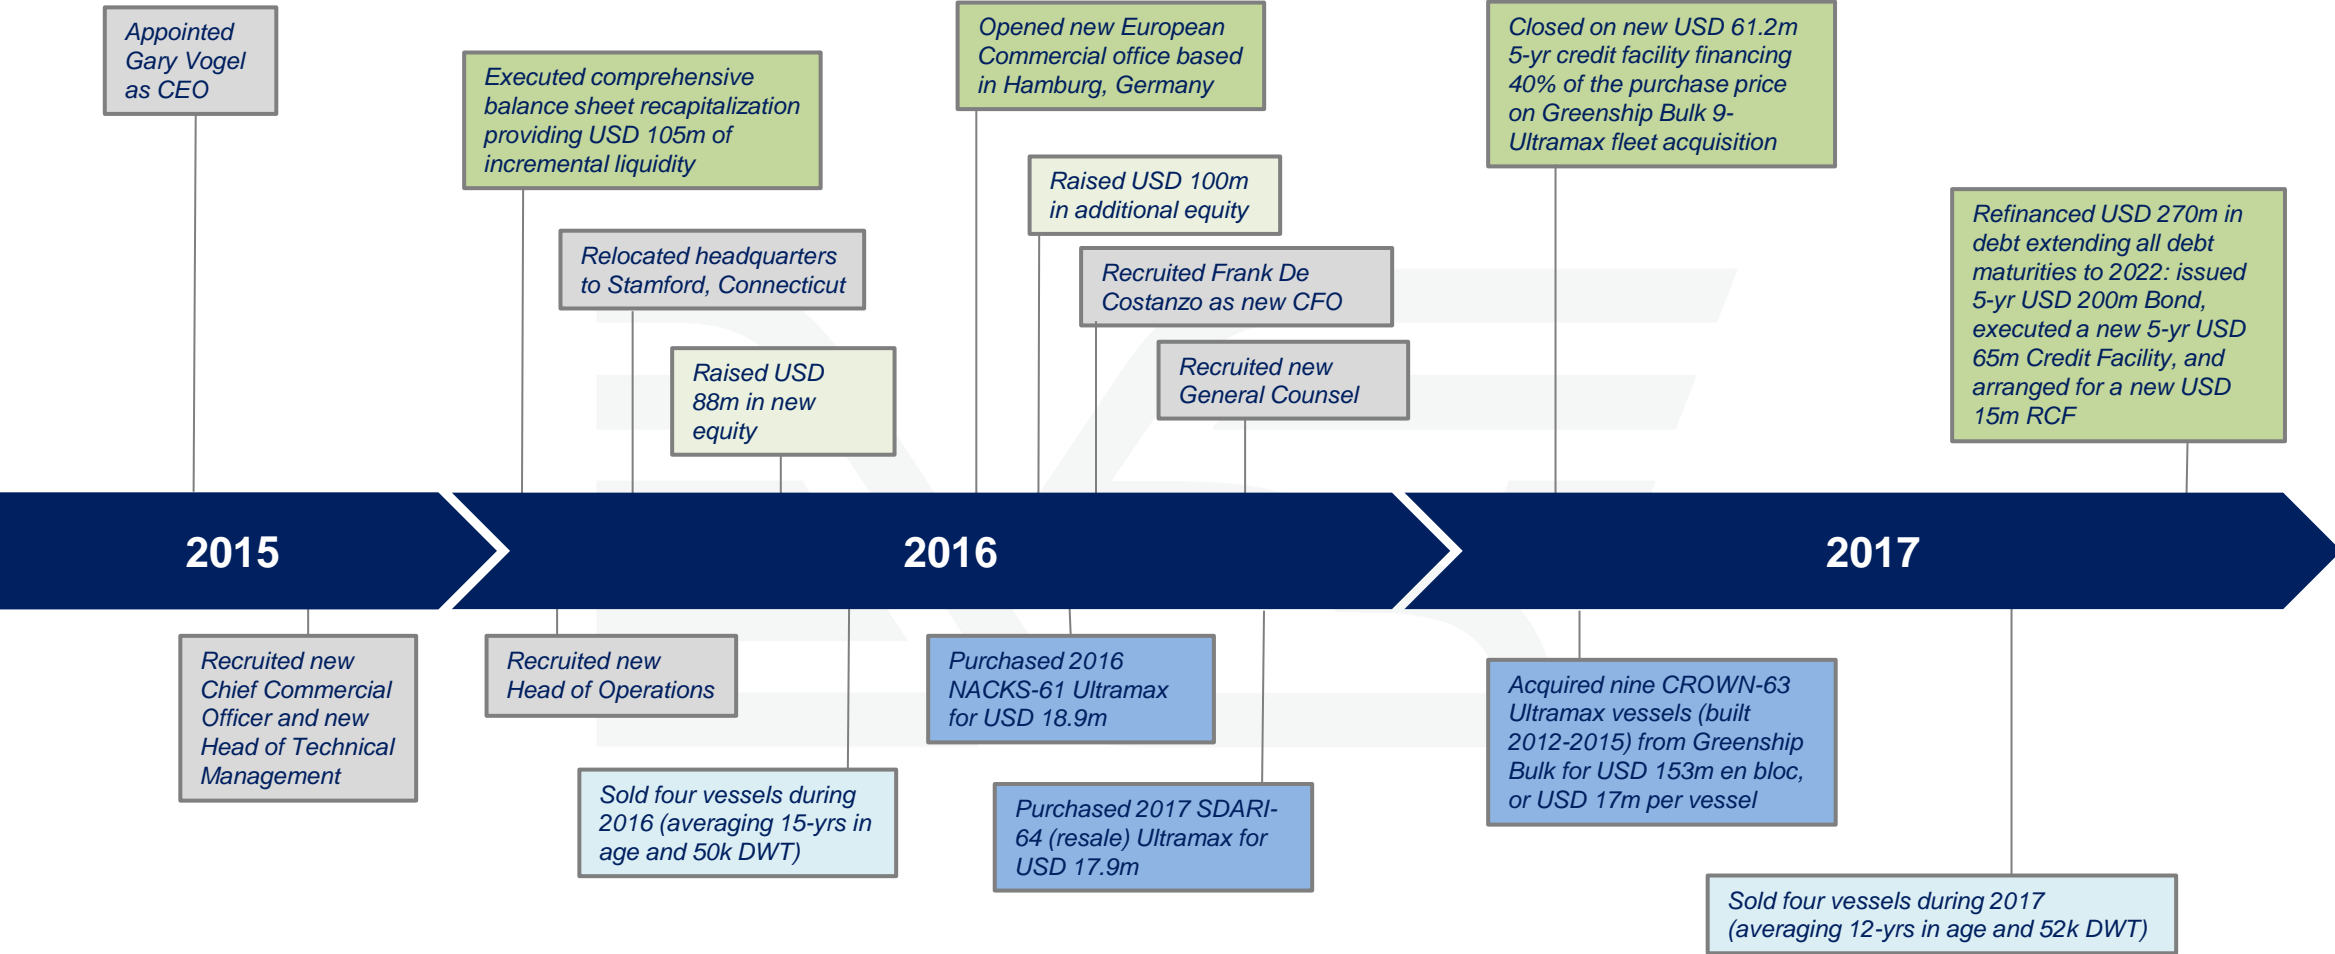 Appointed
Gary Vogel
as CEO
Executed comprehensive
balance sheet recapitalization
providing USD 105m of
incremental liquidity
Relocated headquarters
to Stamford, Connecticut
Raised USD
88m in new
equity
Opened new European
Commercial office based
in Hamburg, Germany
Raised USD 100m
in additional equity
Recruited Frank De
Costanzo as new CFO
Recruited new
General Counsel
Closed on new USD 61.2m
5-yr credit facility financing
40% of the purchase price
on Greenship Bulk 9-
Ultramax fleet acquisition
Refinanced USD 270m in
debt extending all debt
maturities to 2022: issued
5-yr USD 200m Bond,
executed a new 5-yr USD
65m Credit Facility, and
arranged for a new USD
15m RCF
2015
2016
2017
Recruited new
Chief Commercial
Officer and new
Head of Technical
Management
Recruited new
Head of Operations
Sold four vessels during
2016 (averaging 15-yrs in
age and 50k DWT)
Purchased 2016
NACKS-61 Ultramax
for USD 18.9m
Purchased 2017 SDARI-
64 (resale) Ultramax for
USD 17.9m
Acquired nine CROWN-63
Ultramax vessels (built
2012-2015) from Greenship
Bulk for USD 153m en bloc,
or USD 17m per vessel
Sold four vessels during 2017
(averaging 12-yrs in age and 52k DWT)